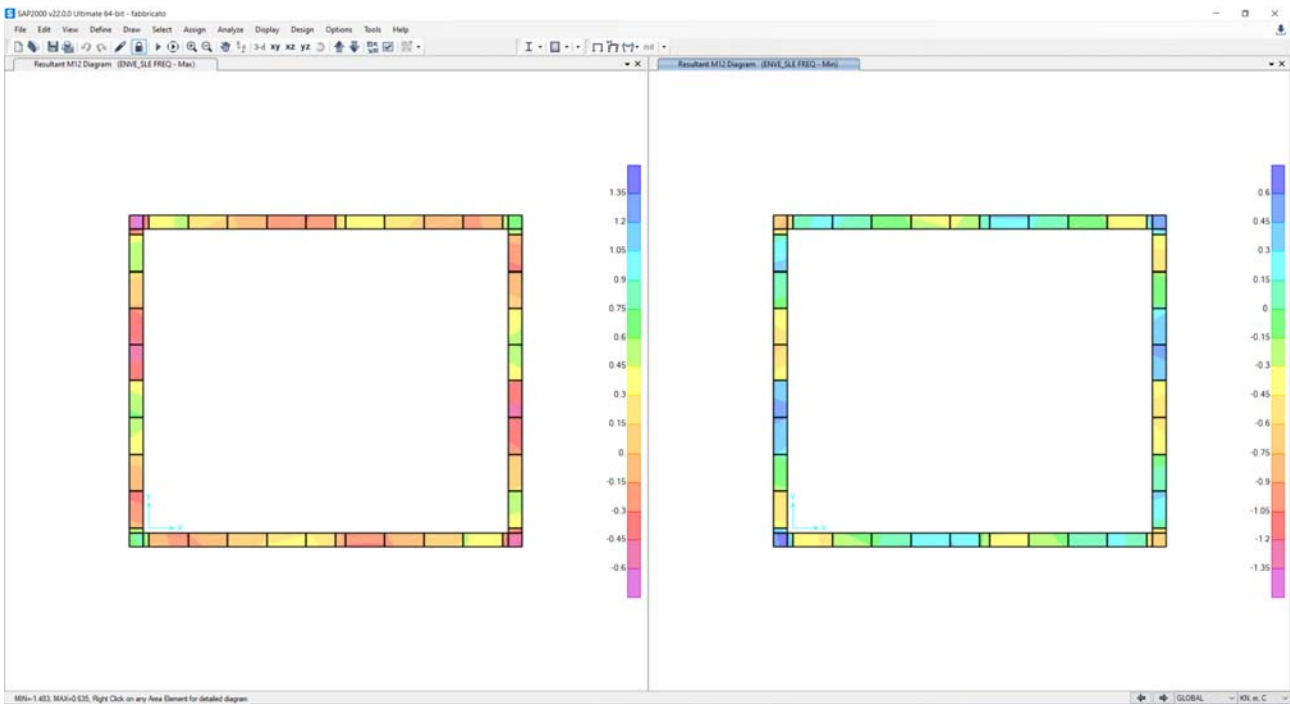 SAP2000 v22.0.0 Ultimate 64-bit - fabbricato
File Edit View Define Draw Select Assign Analyze Display Design Options Tools Help
3-d xy xz yz nd
Resultant M12 Diagram (ENVE_SLE FREQ - Max)
Resultant M12 Diagram (ENVE_SLE FREQ - Min)
1.35
1.2
1.05
0.9
0.75
0.6
0.45
0.3
0.15
0.
-0.15
-0.3
-0.45
-0.6
0.6
0.45
0.3
0.15
0
-0.15
-0.3
-0.45
-0.6
-0.75
-0.9
-1.05
-1.2
-1.35
Y
X
Y
X
MIN=-1.483, MAX=0.635, Right Click on any Area Element for detailed diagram
GLOBAL
KN, m, C